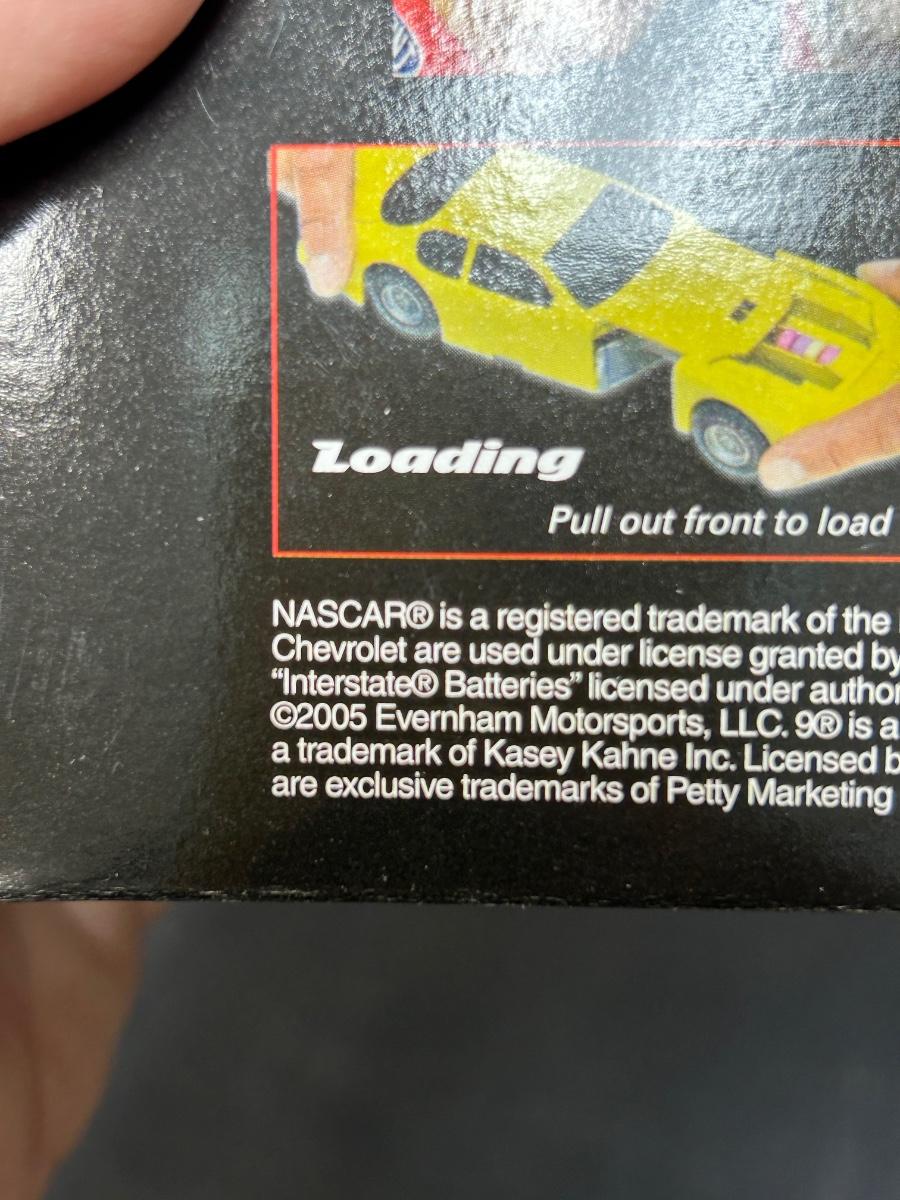 Loading
Pull out front to load
NASCAR® is a registered trademark of the
Chevrolet are used under license granted by
“Interstate® Batteries” licensed under
©2005 Evernham Motorsports, LLC. 9® is a
a trademark of Kasey Kahne Inc. Licensed
are exclusive trademarks of Petty Marketing